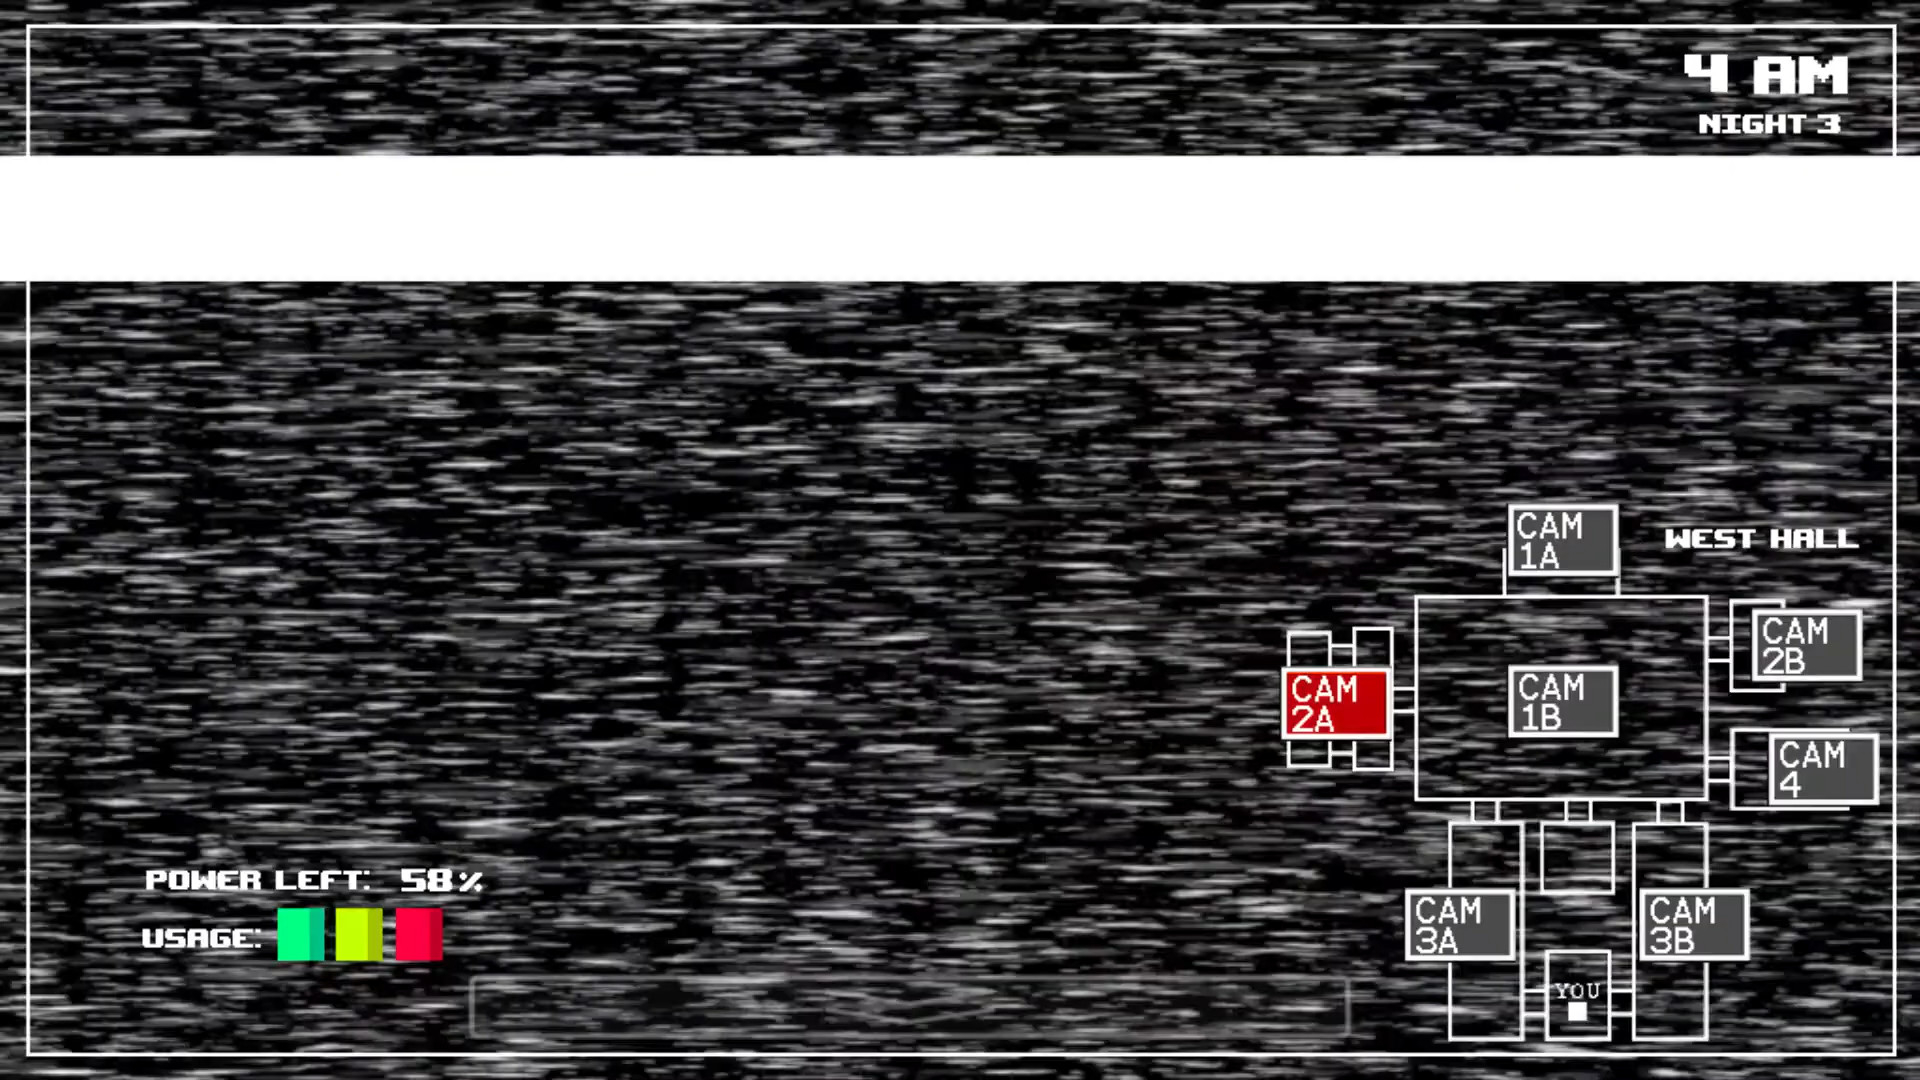 4 AM
NIGHT 3
CAM
1A
WEST HALL
CAM
2B
CAM
2A
CAM
1B
CAM
4
POWER LEFT: 58%
USAGE:
CAM
3A
CAM
3B
YOU